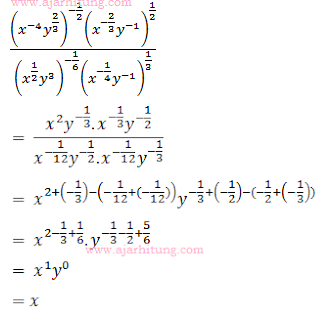 www.ajarhitung.com
(x^(-4)y^(2/3))^(-1/2) (x^(-2/3)y^(-1))^(1/2)
(x^(1/2)y^3)^(-1/6) (x^(-1/4)y^(-1))^(1/3)
= x^2y^(-1/3).x^(-1/3)y^(-1/2)
x^(-1/12)y^(-1/2).x^(-1/12)y^(-1/3)
= x^(2+(-1/3)-(-1/12+(-1/12)))y^(-1/3+(-1/2)-(-1/2+(-1/3)))
= x^(2-1/3+1/6).y^(-1/3-1/2+5/6)
www.ajarhitung.com
= x^1y^0
= x